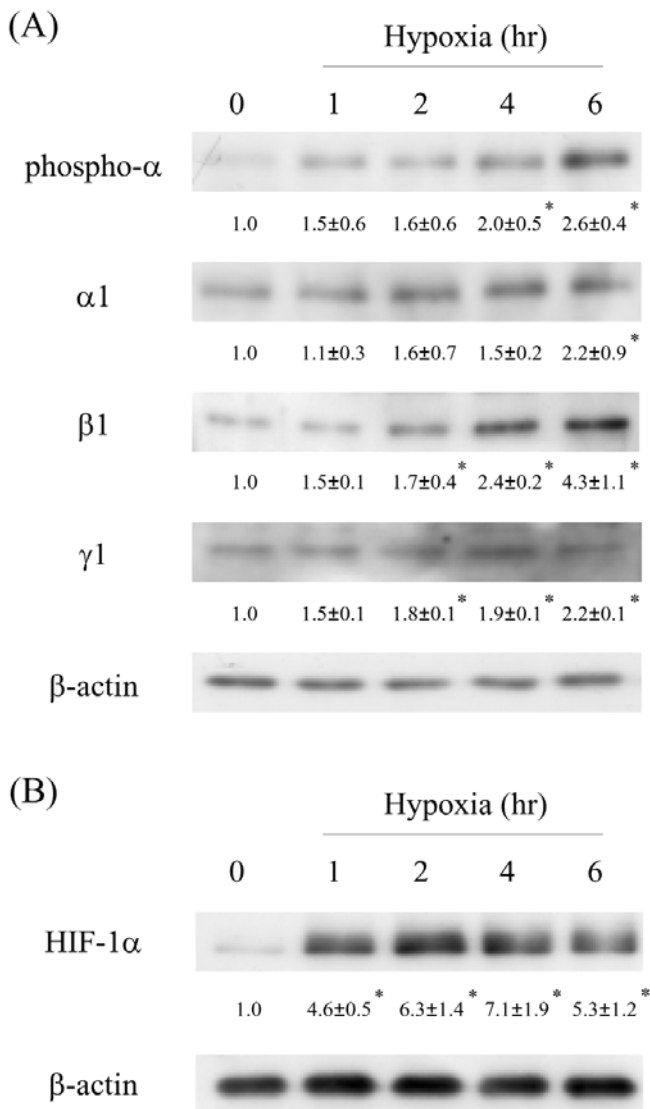 (A)
Hypoxia (hr)
0 1 2 4 6
phospho-α
1.0 1.5±0.6 1.6±0.6 2.0±0.5* 2.6±0.4*
α1
1.0 1.1±0.3 1.6±0.7 1.5±0.2 2.2±0.9*
β1
1.0 1.5±0.1 1.7±0.4* 2.4±0.2* 4.3±1.1*
γ1
1.0 1.5±0.1 1.8±0.1* 1.9±0.1* 2.2±0.1*
β-actin
(B)
Hypoxia (hr)
0 1 2 4 6
HIF-1α
1.0 4.6±0.5* 6.3±1.4* 7.1±1.9* 5.3±1.2*
β-actin